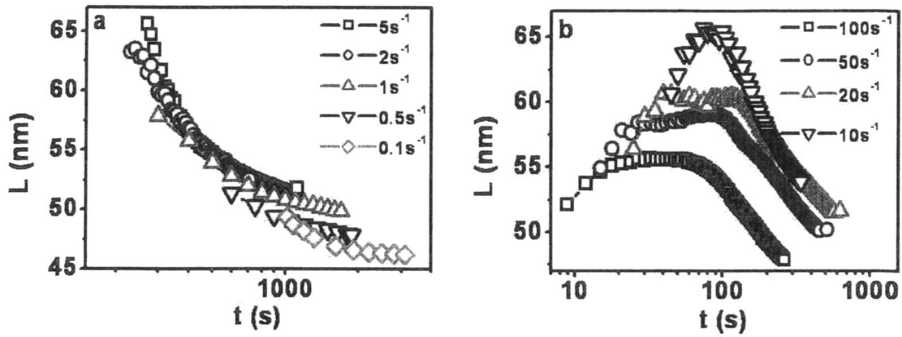 a
65
60
55
50
45
L (nm)
1000
t (s)
5s⁻¹
2s⁻¹
1s⁻¹
0.5s⁻¹
0.1s⁻¹
b
65
60
55
50
L (nm)
10
100
1000
t (s)
100s⁻¹
50s⁻¹
20s⁻¹
10s⁻¹